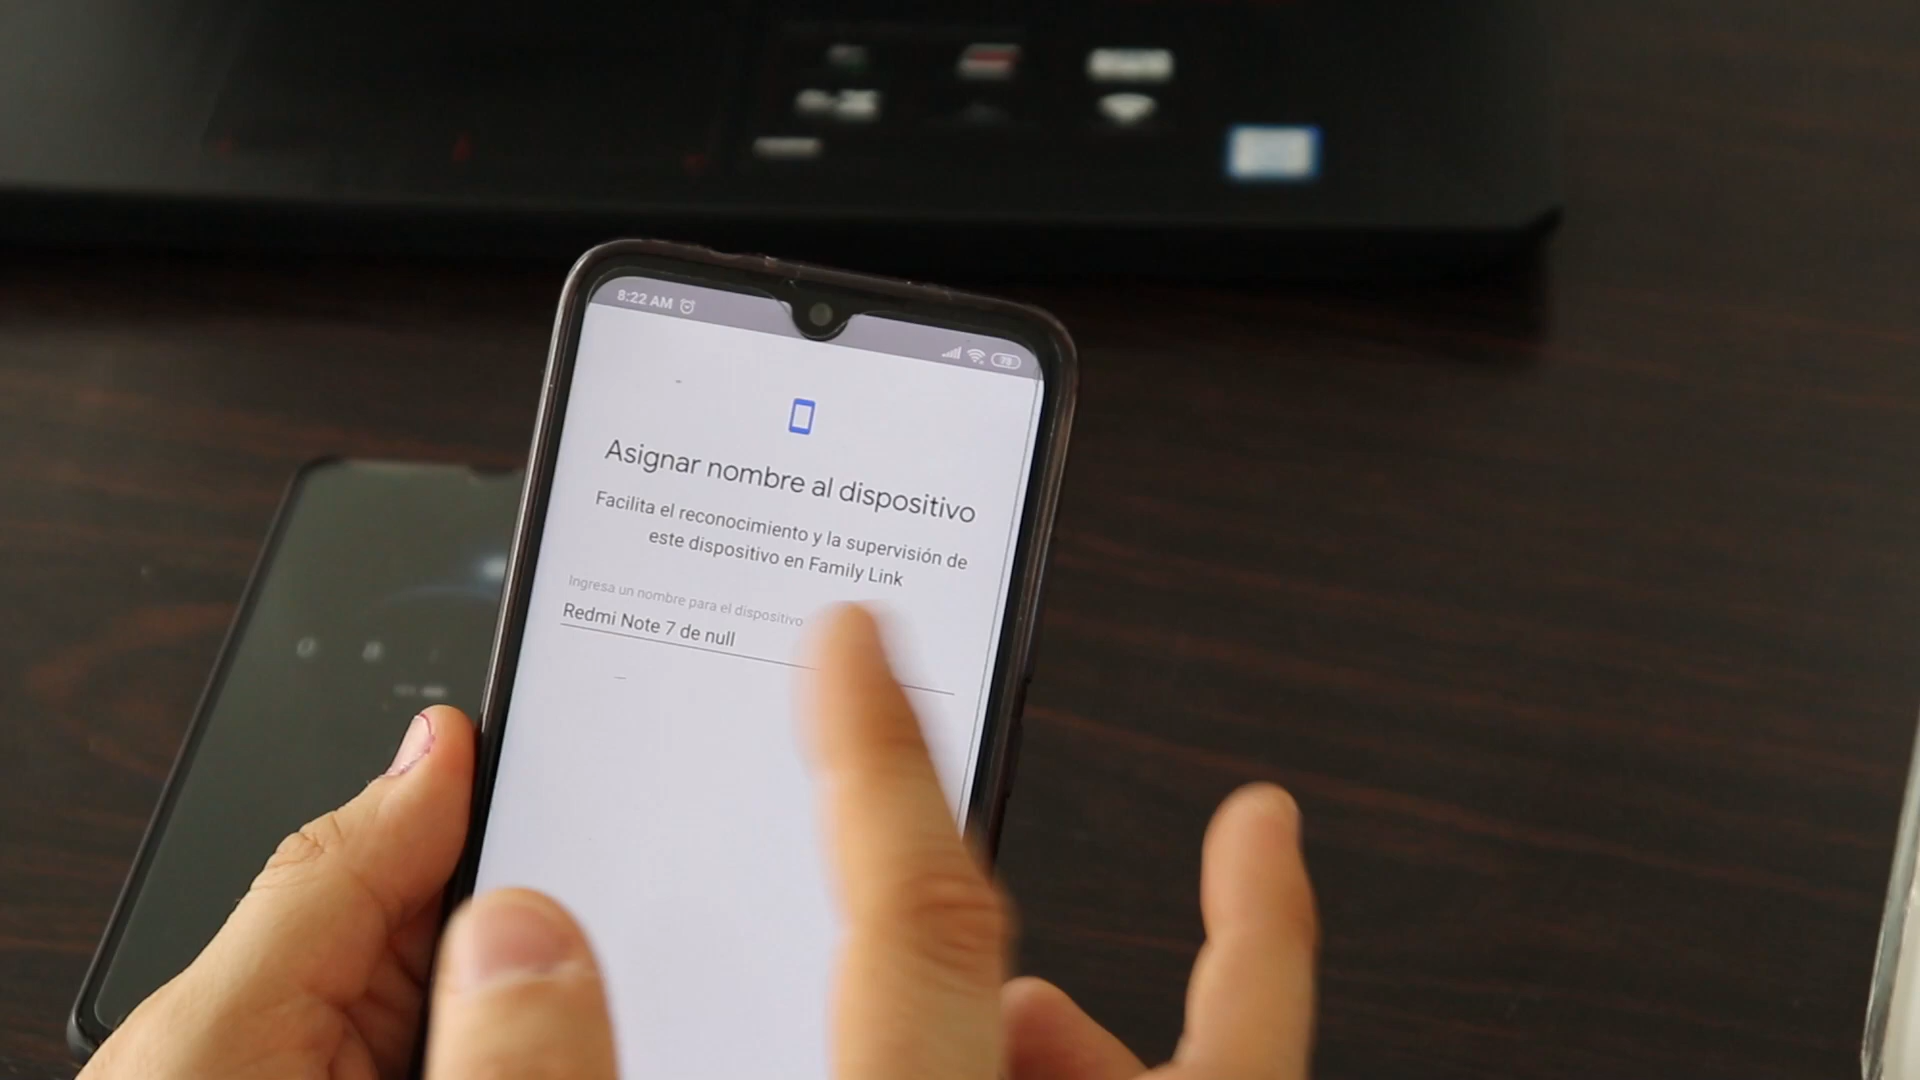 8:22 AM
Asignar nombre al dispositivo
Facilita el reconocimiento y la supervisión de
este dispositivo en Family Link
Ingresa un nombre para el dispositivo
Redmi Note 7 de null